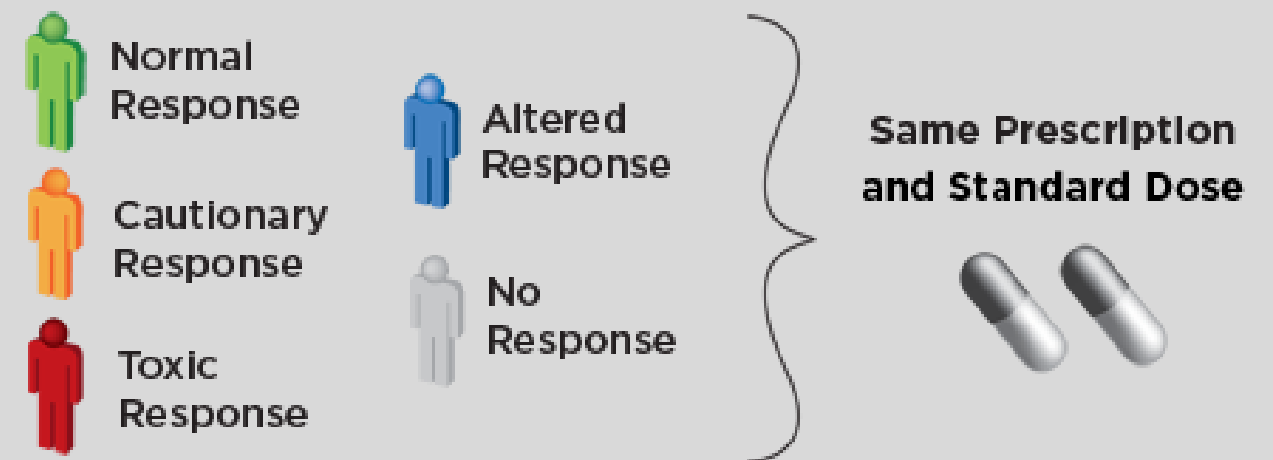 Normal
Response
Cautionary
Response
Toxic
Response
Altered
Response
No
Response
Same Prescription
and Standard Dose